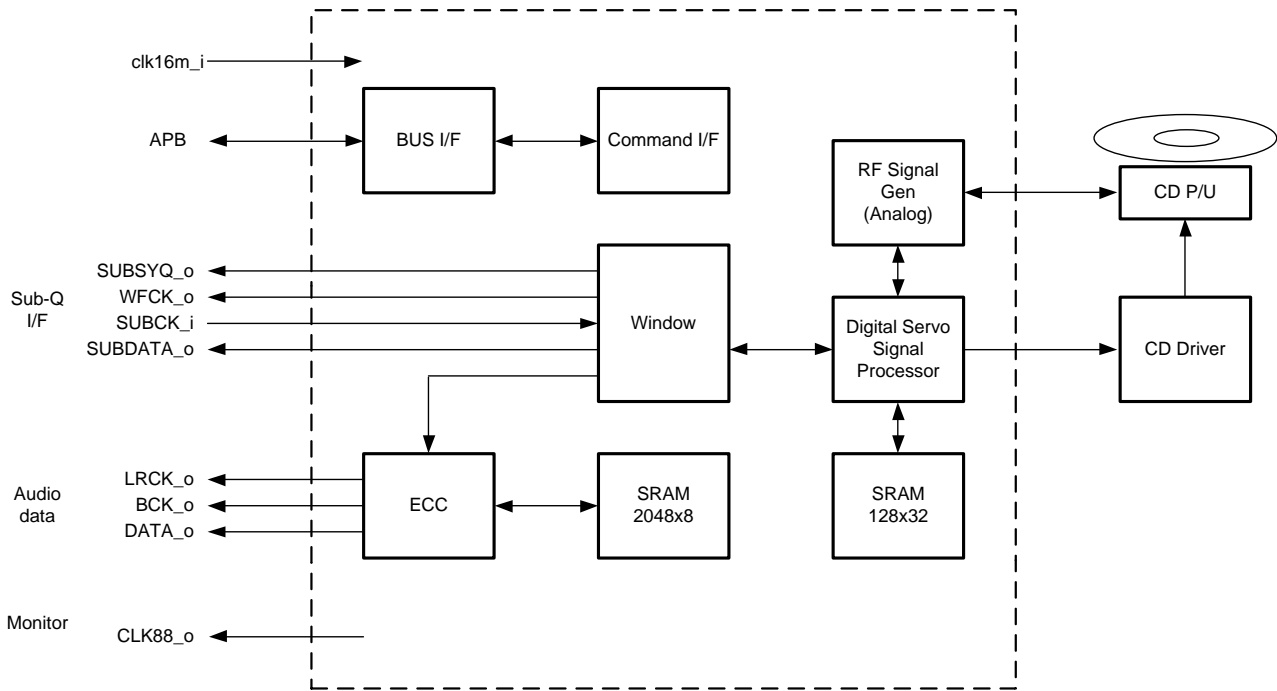 clk16m_i
APB
BUS I/F
Command I/F
RF Signal
Gen
(Analog)
CD P/U
Sub-Q
I/F
SUBSYQ_o
WFCK_o
SUBCK_i
SUBDATA_o
Window
Digital Servo
Signal
Processor
CD Driver
Audio
data
LRCK_o
BCK_o
DATA_o
ECC
SRAM
2048x8
SRAM
128x32
Monitor
CLK88_o